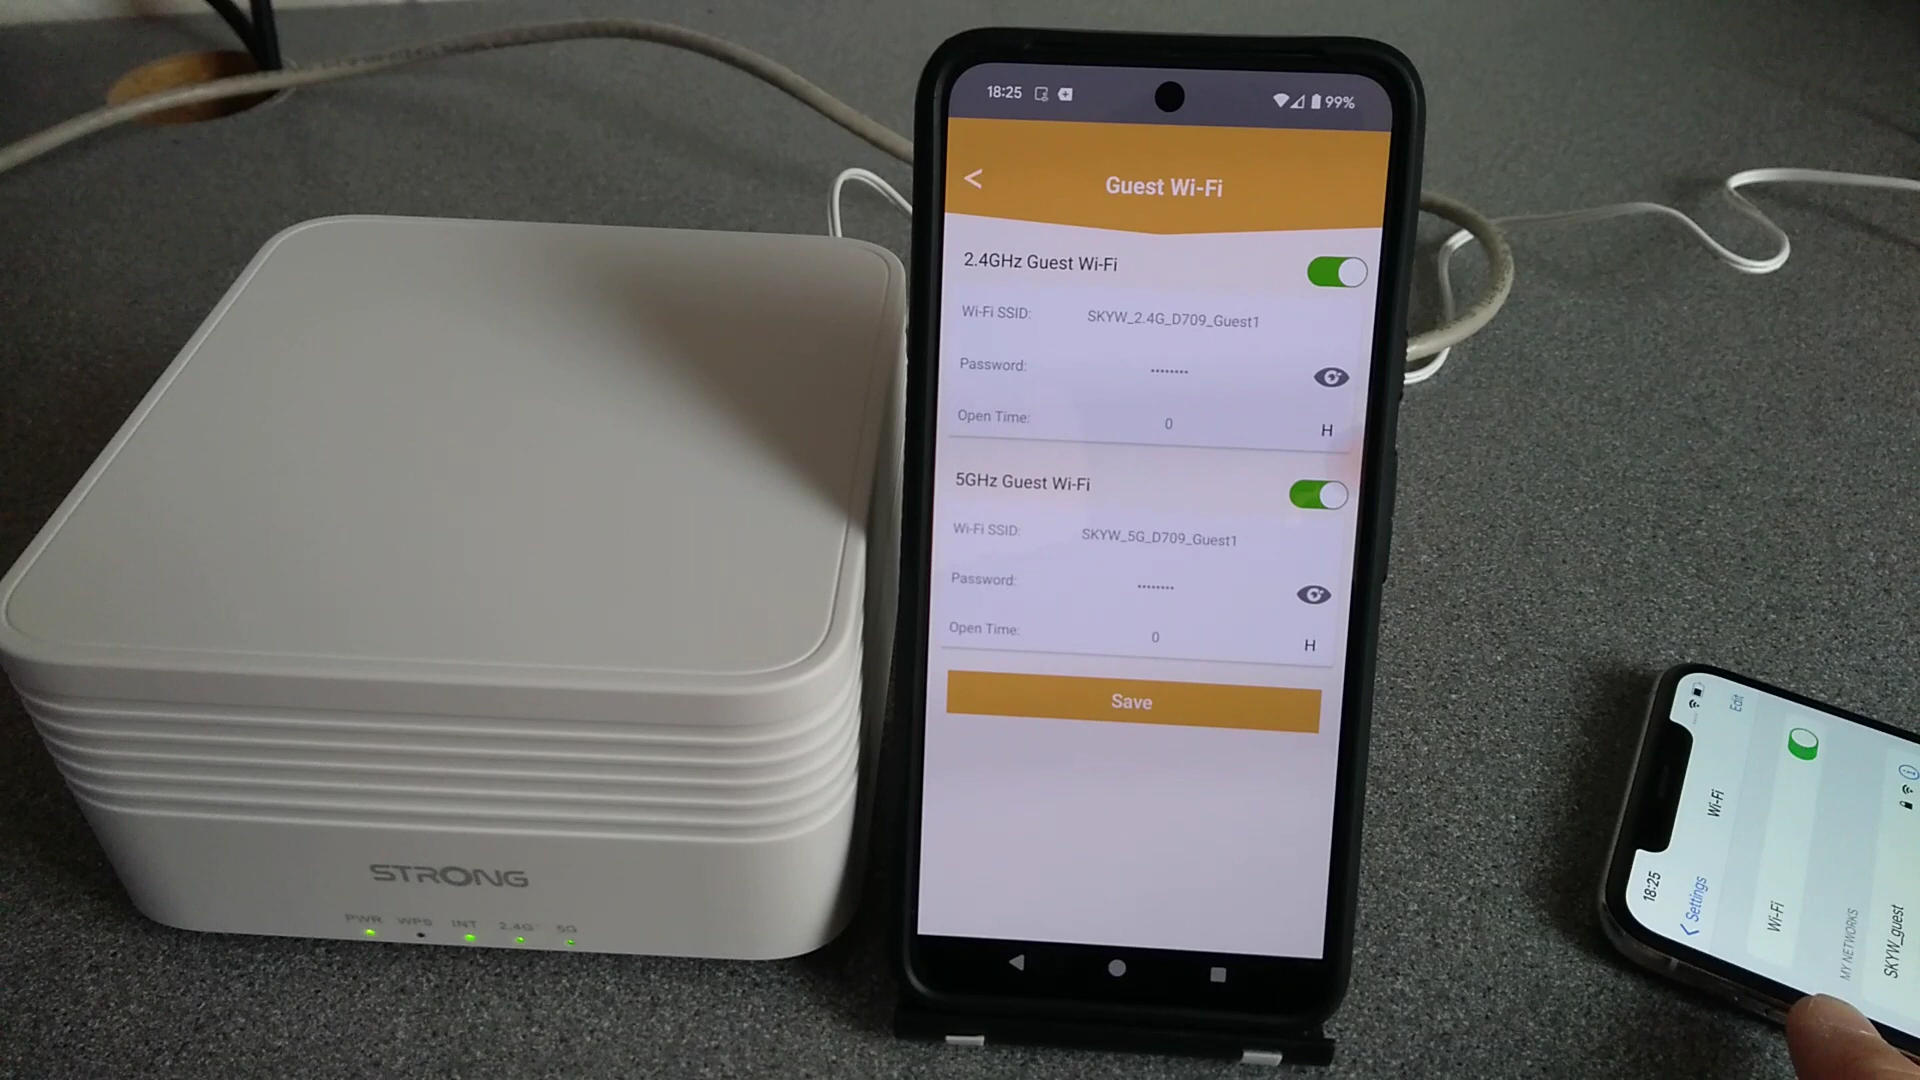 STRONG
PWR WPS INT 2.4G 5G
18:25 99%
<
Guest Wi-Fi
2.4GHz Guest Wi-Fi
Wi-Fi SSID: SKYW_2.4G_D709_Guest1
Password: ••••••••
Open Time: 0 H
5GHz Guest Wi-Fi
Wi-Fi SSID: SKYW_5G_D709_Guest1
Password: ••••••••
Open Time: 0 H
Save
18:25
< Settings Wi-Fi Edit
Wi-Fi
MY NETWORKS
SKYW_guest